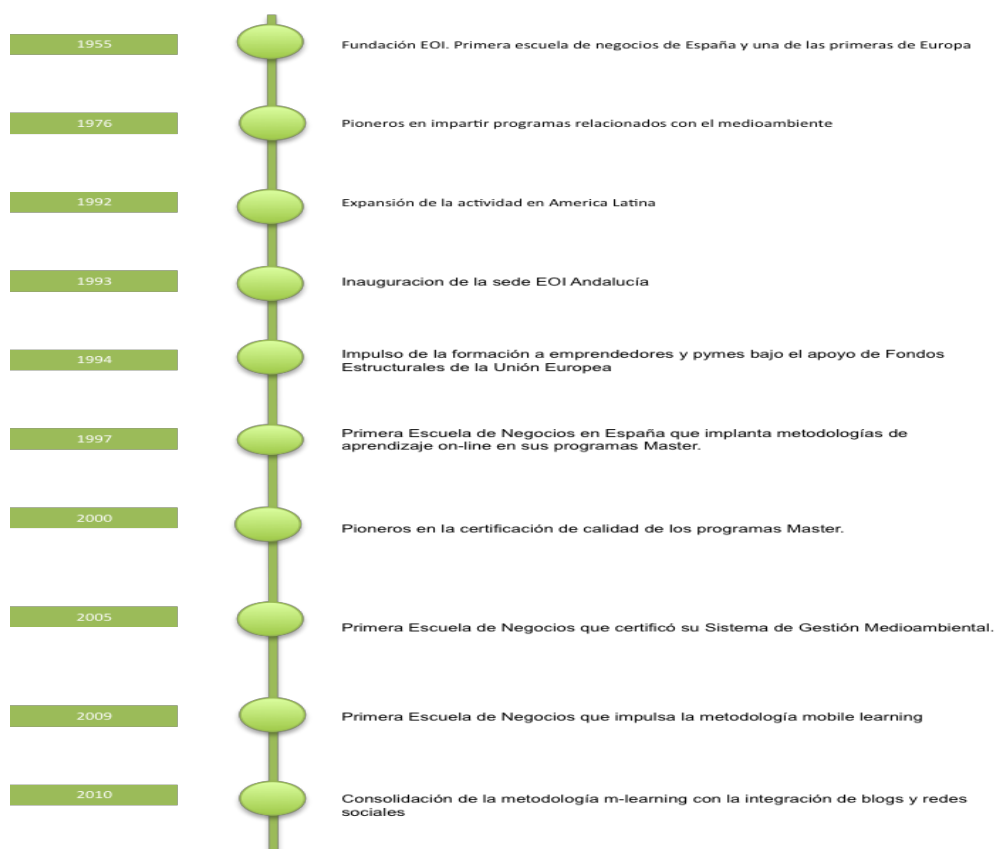 1955
Fundación EOI. Primera escuela de negocios de España y una de las primeras de Europa
1976
Pioneros en impartir programas relacionados con el medioambiente
1992
Expansión de la actividad en America Latina
1993
Inauguracion de la sede EOI Andalucía
1994
Impulso de la formación a emprendedores y pymes bajo el apoyo de Fondos
Estructurales de la Unión Europea
1997
Primera Escuela de Negocios en España que implanta metodologías de
aprendizaje on-line en sus programas Master.
2000
Pioneros en la certificación de calidad de los programas Master.
2005
Primera Escuela de Negocios que certificó su Sistema de Gestión Medioambiental.
2009
Primera Escuela de Negocios que impulsa la metodología mobile learning
2010
Consolidación de la metodología m-learning con la integración de blogs y redes
sociales